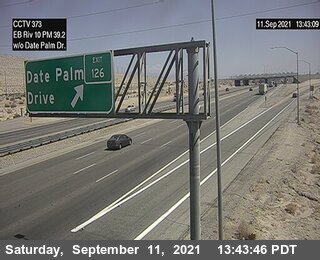 CCTV 373
EB Riv 10 PM 39.2
w/o Date Palm Dr.
11.Sep 2021 13:43:09
Date Palm
Drive
EXIT
126
Saturday, September 11, 2021 13:43:46 PDT